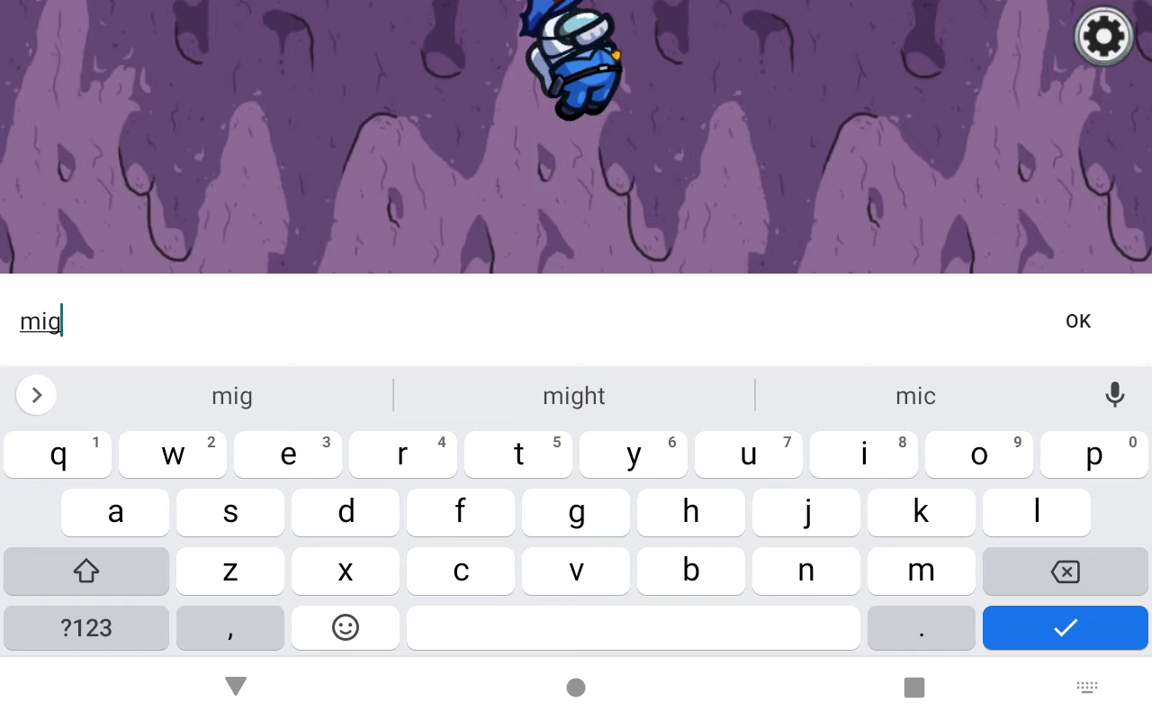 mig
OK
mig might mic
q 1 w 2 e 3 r 4 t 5 y 6 u 7 i 8 o 9 p 0
a s d f g h j k l
z x c v b n m
?123 , .